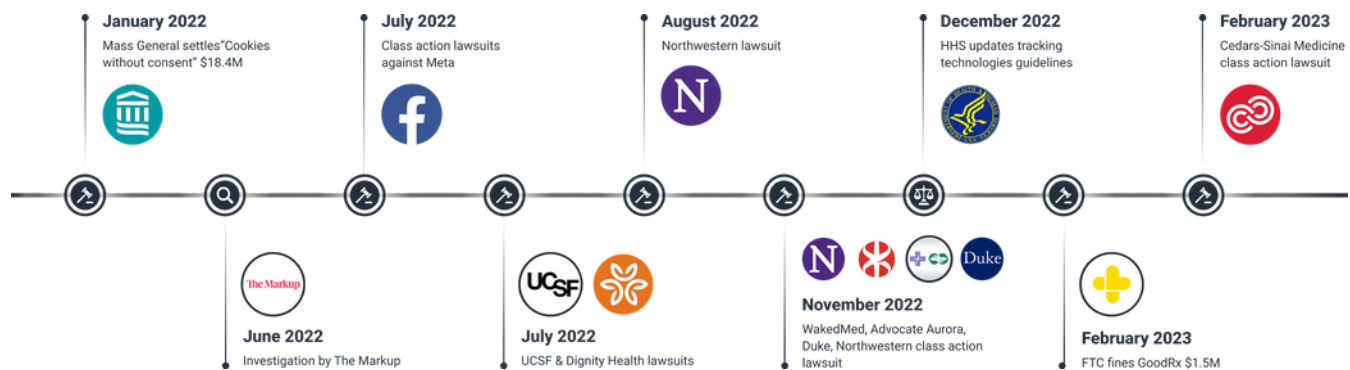 January 2022
Mass General settles"Cookies
without consent" $18.4M
June 2022
Investigation by The Markup
The Markup
July 2022
Class action lawsuits
against Meta
f
UCSF
July 2022
UCSF & Dignity Health lawsuits
August 2022
Northwestern lawsuit
N
N
Duke
November 2022
WakedMed, Advocate Aurora,
Duke, Northwestern class action
lawsuit
December 2022
HHS updates tracking
technologies guidelines
February 2023
FTC fines GoodRx $1.5M
February 2023
Cedars-Sinai Medicine
class action lawsuit